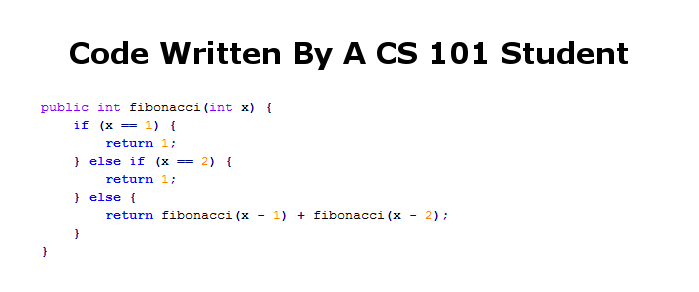 Code Written By A CS 101 Student
public int fibonacci(int x) {
    if (x == 1) {
        return 1;
    } else if (x == 2) {
        return 1;
    } else {
        return fibonacci(x - 1) + fibonacci(x - 2);
    }
}